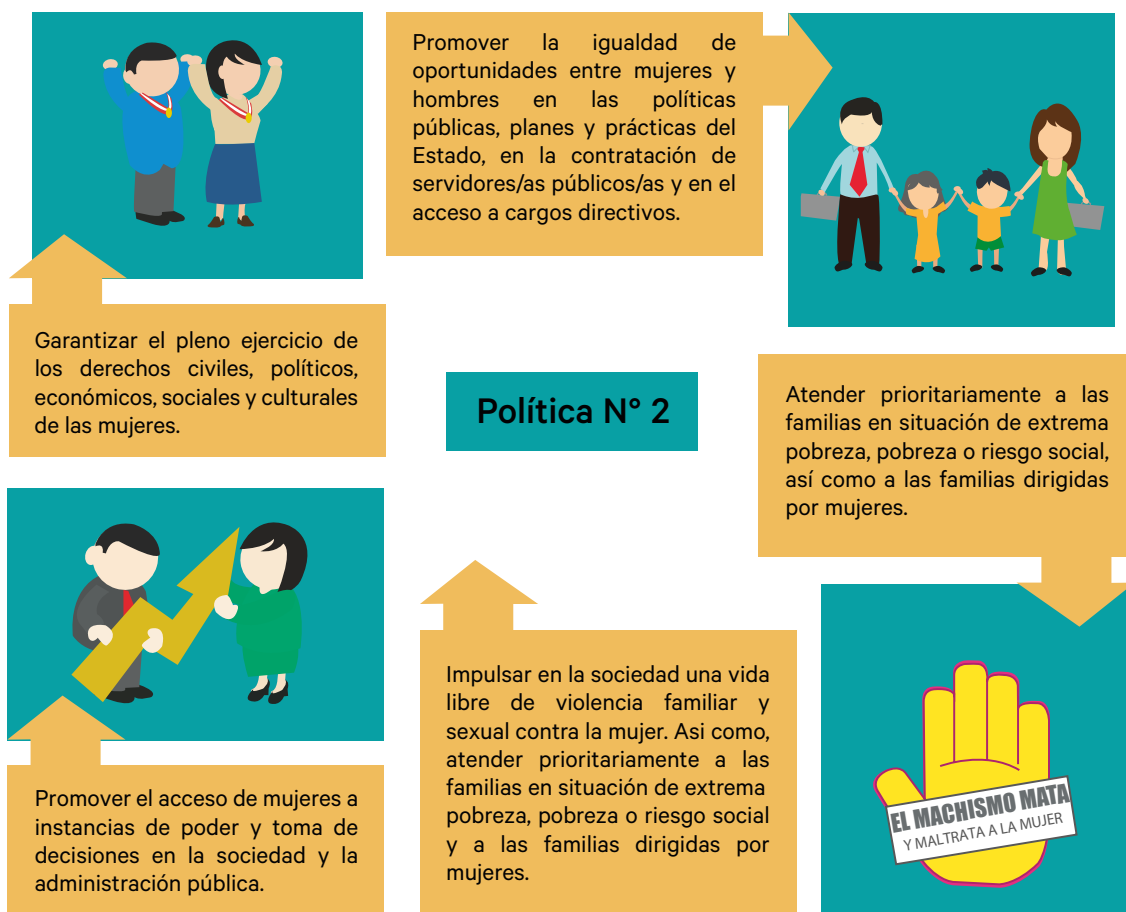 Promover la igualdad de
oportunidades entre mujeres y
hombres en las políticas
públicas, planes y prácticas del
Estado, en la contratación de
servidores/as públicos/as y en el
acceso a cargos directivos.
Garantizar el pleno ejercicio de
los derechos civiles, políticos,
económicos, sociales y culturales
de las mujeres.
Política N° 2
Atender prioritariamente a las
familias en situación de extrema
pobreza, pobreza o riesgo social,
así como a las familias dirigidas
por mujeres.
Promover el acceso de mujeres a
instancias de poder y toma de
decisiones en la sociedad y la
administración pública.
Impulsar en la sociedad una vida
libre de violencia familiar y
sexual contra la mujer. Asi como,
atender prioritariamente a las
familias en situación de extrema
pobreza, pobreza o riesgo social
y a las familias dirigidas por
mujeres.
EL MACHISMO MATA
Y MALTRATA A LA MUJER